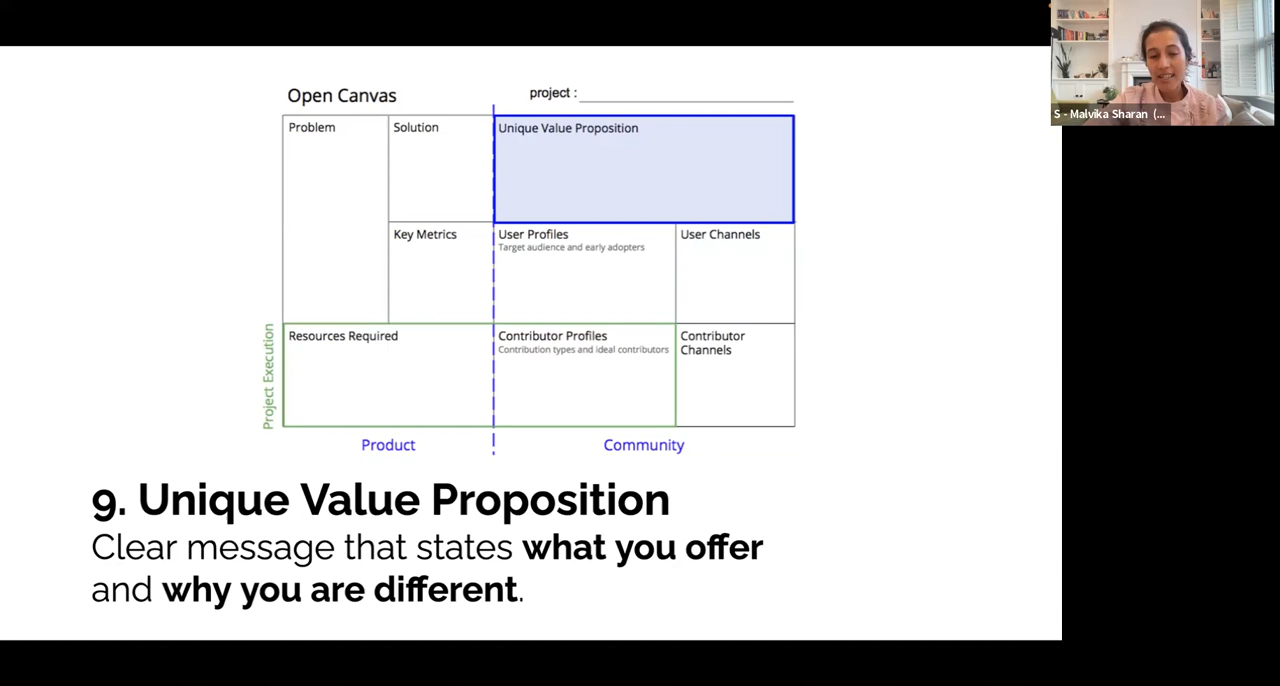 Open Canvas
project :
Problem
Solution
Unique Value Proposition
Key Metrics
User Profiles
Target audience and early adopters
User Channels
Project Execution
Resources Required
Contributor Profiles
Contribution types and ideal contributors
Contributor
Channels
Product
Community
9. Unique Value Proposition
Clear message that states what you offer
and why you are different.
S - Malvika Sharan (...